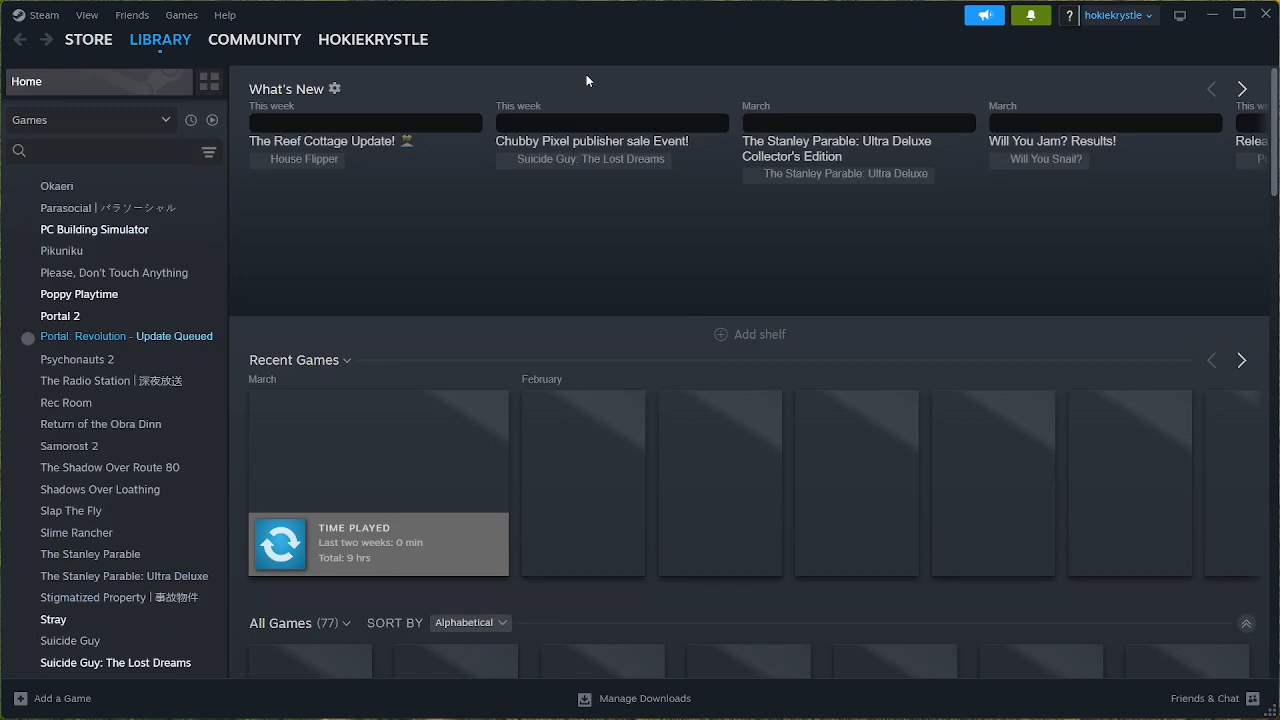 Steam View Friends Games Help
? hokiekrystle
STORE LIBRARY COMMUNITY HOKIEKRYSTLE
Home
Games
Okaeri
Parasocial | パラソーシャル
PC Building Simulator
Pikuniku
Please, Don't Touch Anything
Poppy Playtime
Portal 2
Portal: Revolution - Update Queued
Psychonauts 2
The Radio Station | 深夜放送
Rec Room
Return of the Obra Dinn
Samorost 2
The Shadow Over Route 80
Shadows Over Loathing
Slap The Fly
Slime Rancher
The Stanley Parable
The Stanley Parable: Ultra Deluxe
Stigmatized Property | 事故物件
Stray
Suicide Guy
Suicide Guy: The Lost Dreams
What's New
This week
The Reef Cottage Update! 🏝️
House Flipper
This week
Chubby Pixel publisher sale Event!
Suicide Guy: The Lost Dreams
March
The Stanley Parable: Ultra Deluxe
Collector's Edition
The Stanley Parable: Ultra Deluxe
March
Will You Jam? Results!
Will You Snail?
This w
Relea
Add shelf
Recent Games
March
February
TIME PLAYED
Last two weeks: 0 min
Total: 9 hrs
All Games (77) SORT BY Alphabetical
Add a Game
Manage Downloads
Friends & Chat